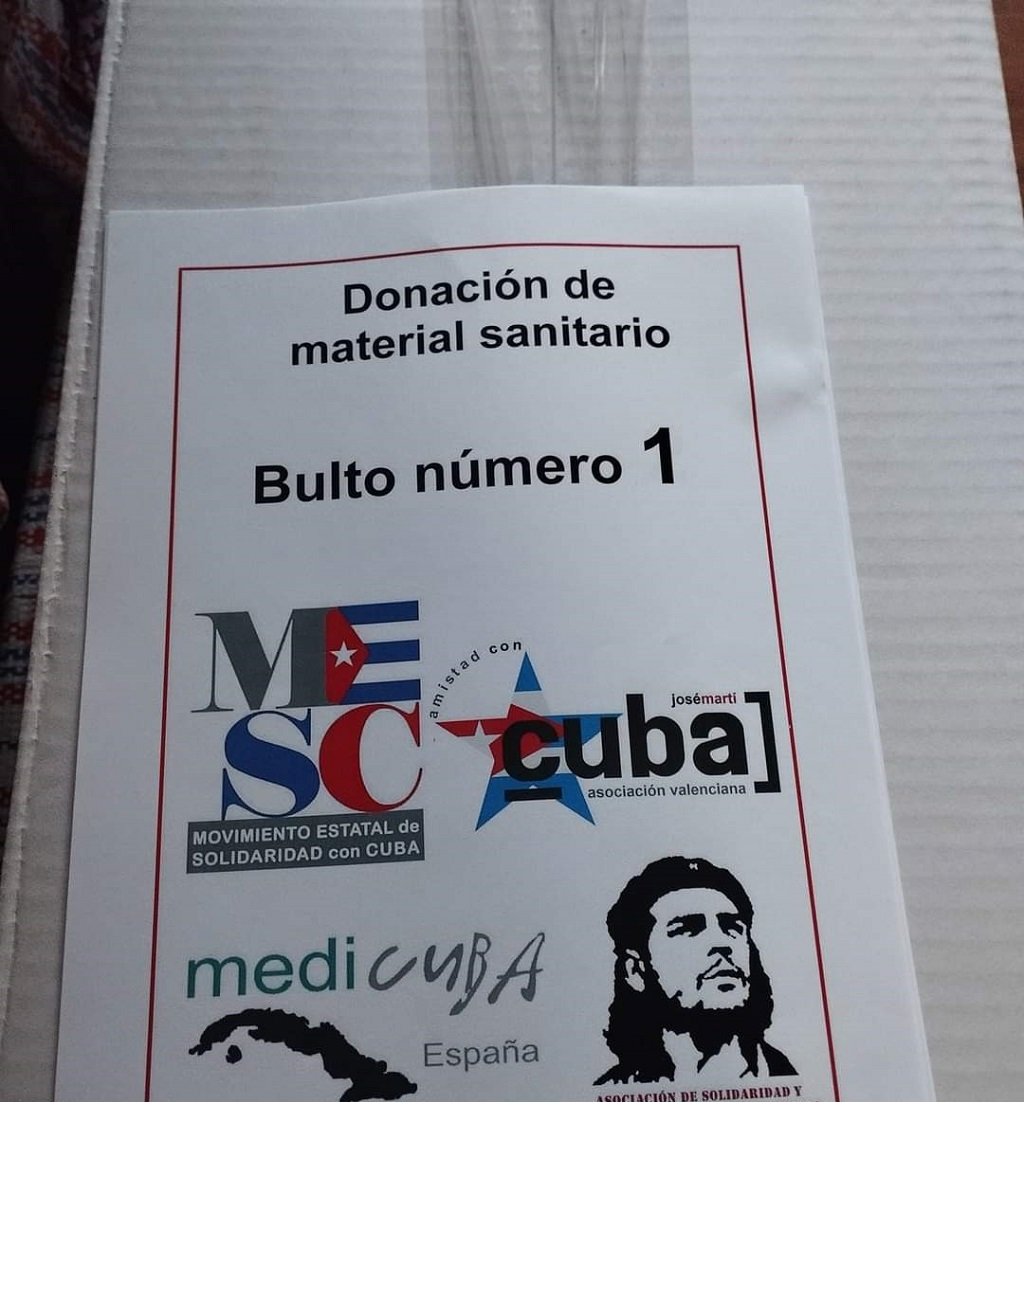 Donación de
material sanitario
Bulto número 1
MESC
MOVIMIENTO ESTATAL de
SOLIDARIDAD con CUBA
amistad con
josémartí
cuba]
asociación valenciana
mediCUBA
España
ASOCIACIÓN DE SOLIDARIDAD Y